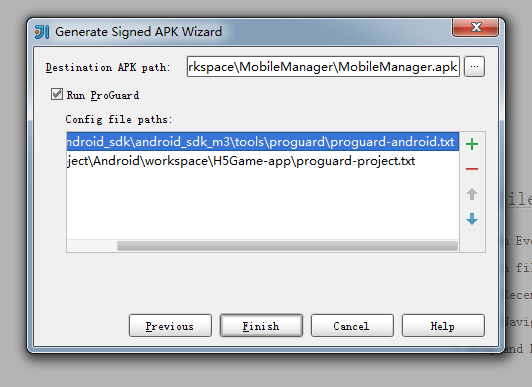 Generate Signed APK Wizard
Destination APK path: rkspace\MobileManager\MobileManager.apk ...
Run ProGuard
Config file paths:
ndroid_sdk\android_sdk_m3\tools\proguard\proguard-android.txt
ject\Android\workspace\H5Game-app\proguard-project.txt
Previous Finish Cancel Help